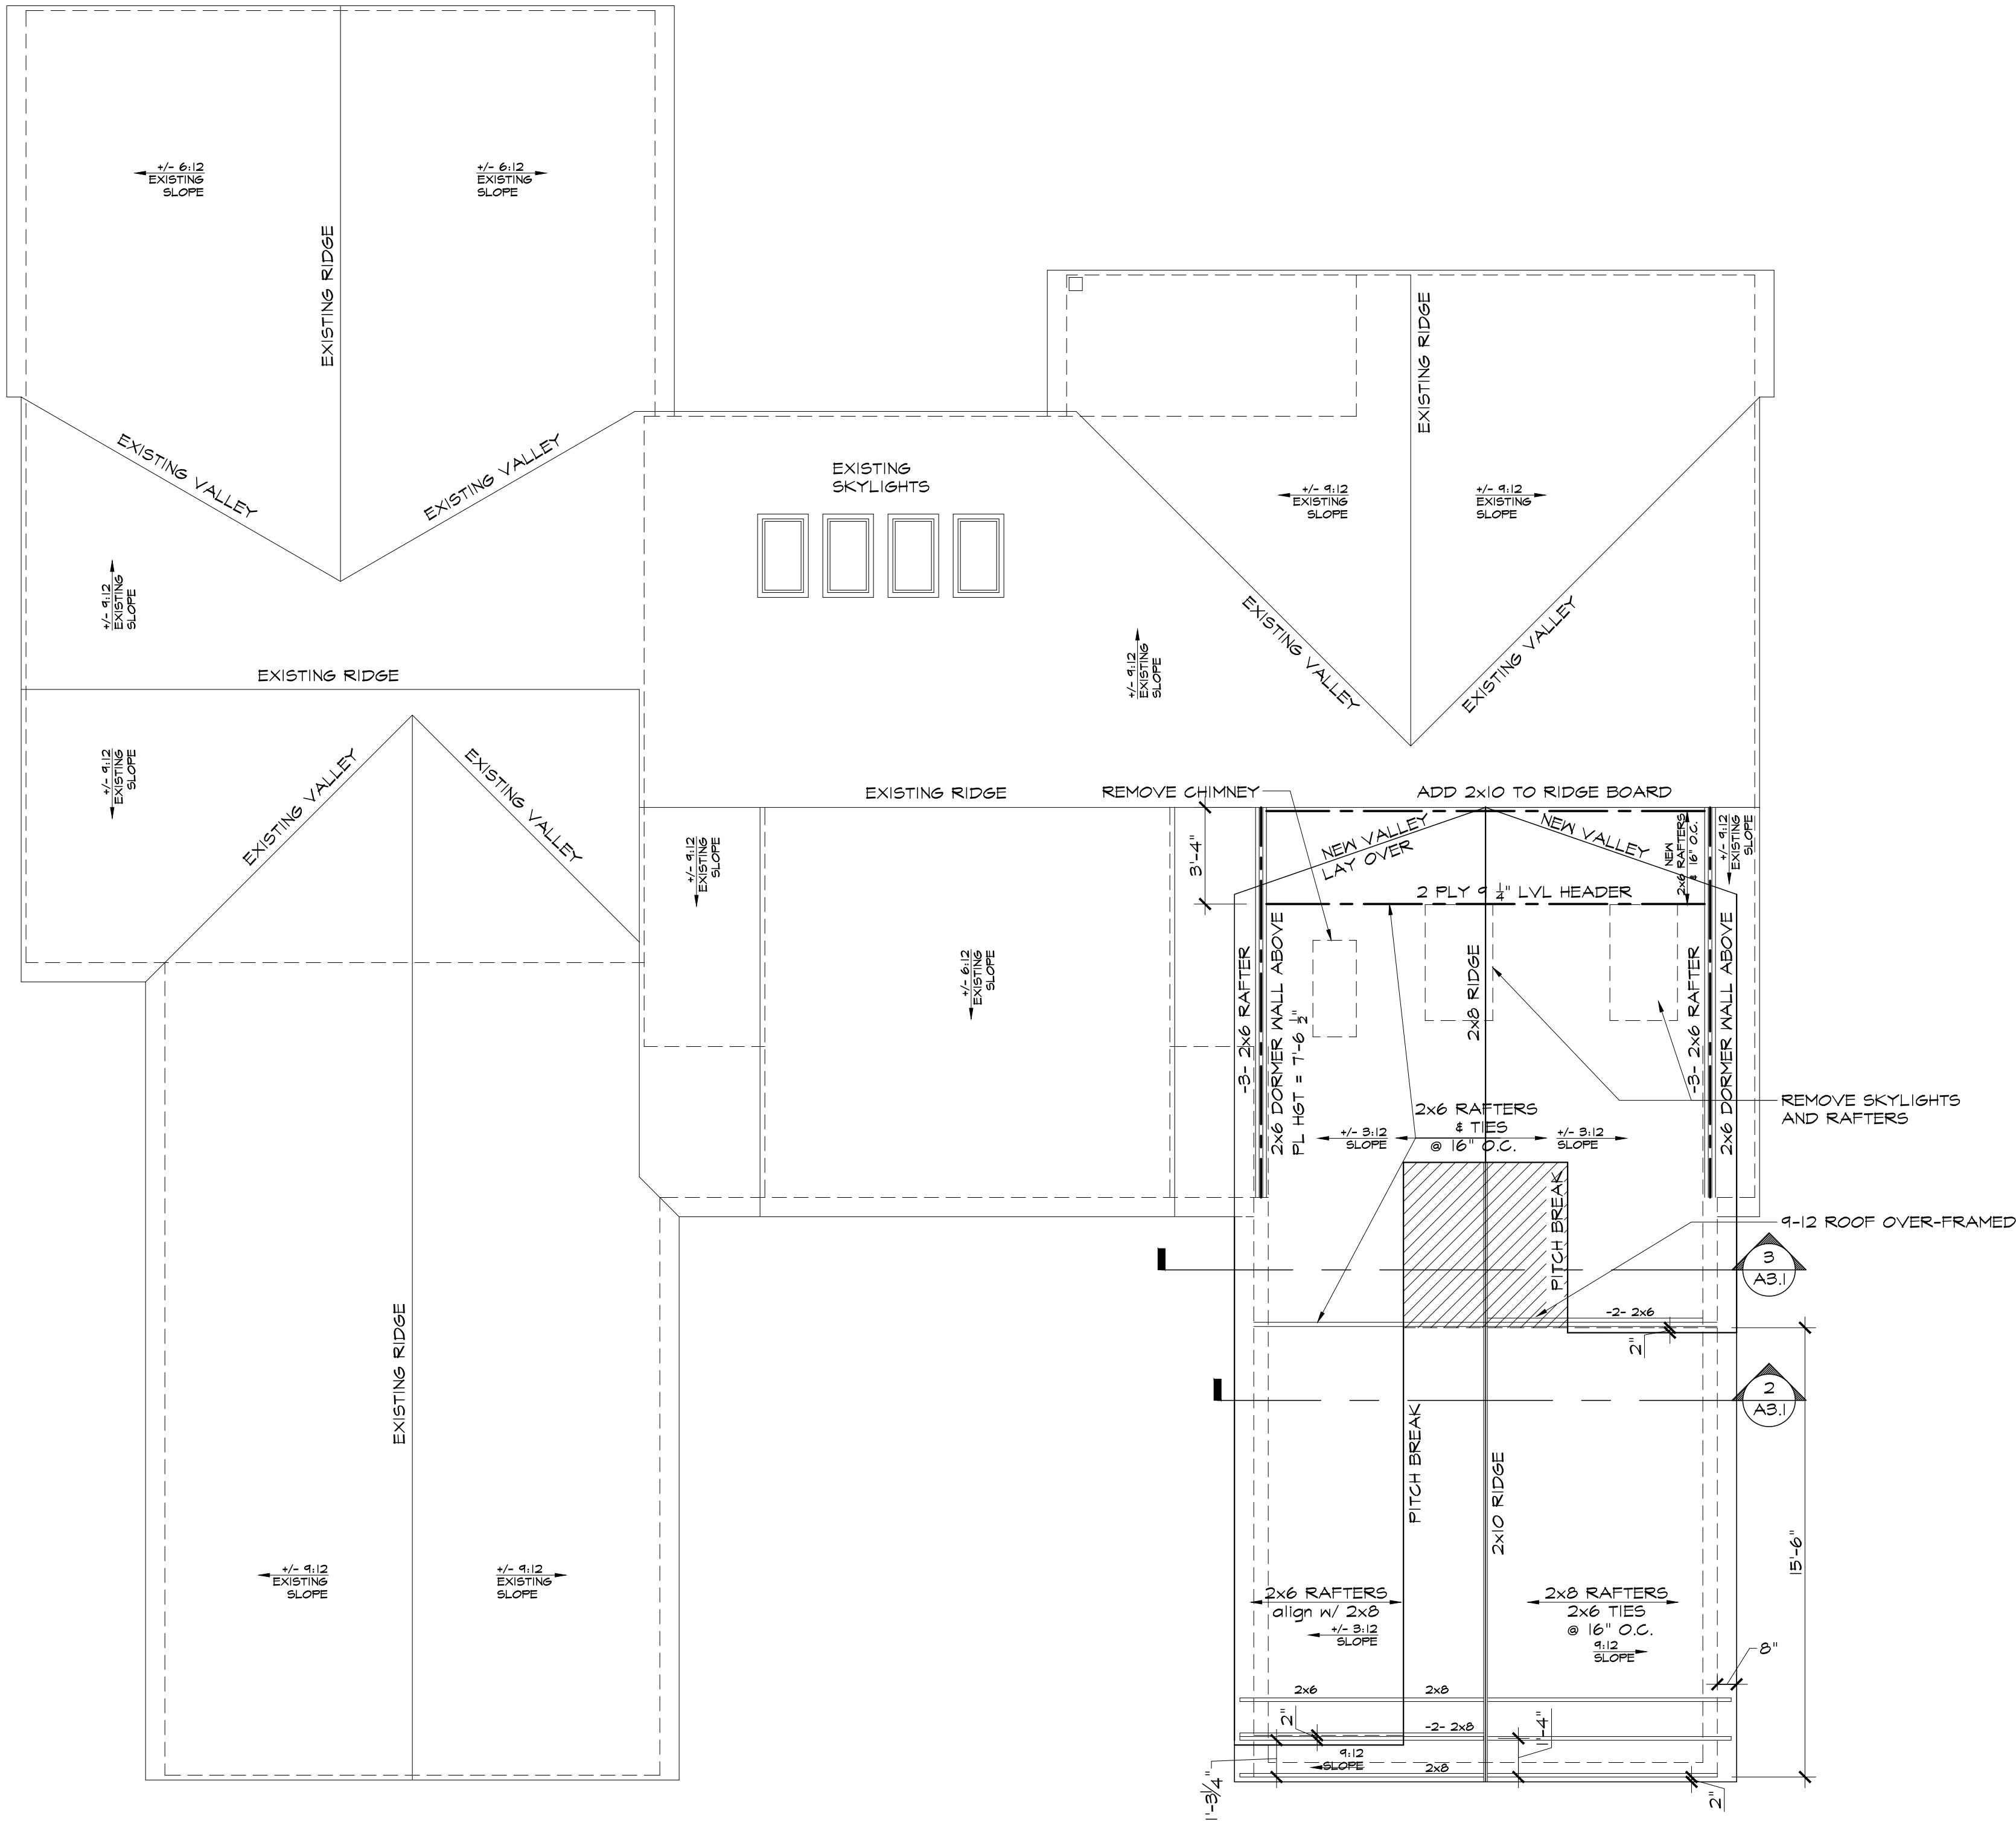 +/- 6:12
EXISTING
SLOPE
+/- 6:12
EXISTING
SLOPE
EXISTING RIDGE
EXISTING VALLEY
EXISTING VALLEY
EXISTING
SKYLIGHTS
EXISTING RIDGE
+/- 9:12
EXISTING
SLOPE
+/- 9:12
EXISTING
SLOPE
+/- 9:12
EXISTING
SLOPE
+/- 9:12
EXISTING
SLOPE
EXISTING VALLEY
EXISTING VALLEY
EXISTING RIDGE
+/- 9:12
EXISTING
SLOPE
EXISTING VALLEY
EXISTING VALLEY
EXISTING RIDGE
REMOVE CHIMNEY
ADD 2x10 TO RIDGE BOARD
3'-4"
NEW VALLEY
LAY OVER
NEW VALLEY
NEW
2x6 RAFTERS
@ 16" O.C.
+/- 9:12
EXISTING
SLOPE
+/- 9:12
EXISTING
SLOPE
2 PLY 9 1/4" LVL HEADER
+/- 6:12
EXISTING
SLOPE
-3- 2x6 RAFTER
2x6 DORMER WALL ABOVE
PL HGT = 7'-6 1/2"
2x8 RIDGE
-3- 2x6 RAFTER
2x6 DORMER WALL ABOVE
REMOVE SKYLIGHTS
AND RAFTERS
2x6 RAFTERS
& TIES
@ 16" O.C.
+/- 3:12
SLOPE
+/- 3:12
SLOPE
PITCH BREAK
9-12 ROOF OVER-FRAMED
3
A3.1
-2- 2x6
2"
2
A3.1
EXISTING RIDGE
PITCH BREAK
2x10 RIDGE
15'-6"
+/- 9:12
EXISTING
SLOPE
+/- 9:12
EXISTING
SLOPE
2x6 RAFTERS
align w/ 2x8
+/- 3:12
SLOPE
2x8 RAFTERS
2x6 TIES
@ 16" O.C.
9:12
SLOPE
8"
2x6
2x8
2"
-2- 2x8
1'-4"
9:12
SLOPE
2x8
1'-3/4"
2"